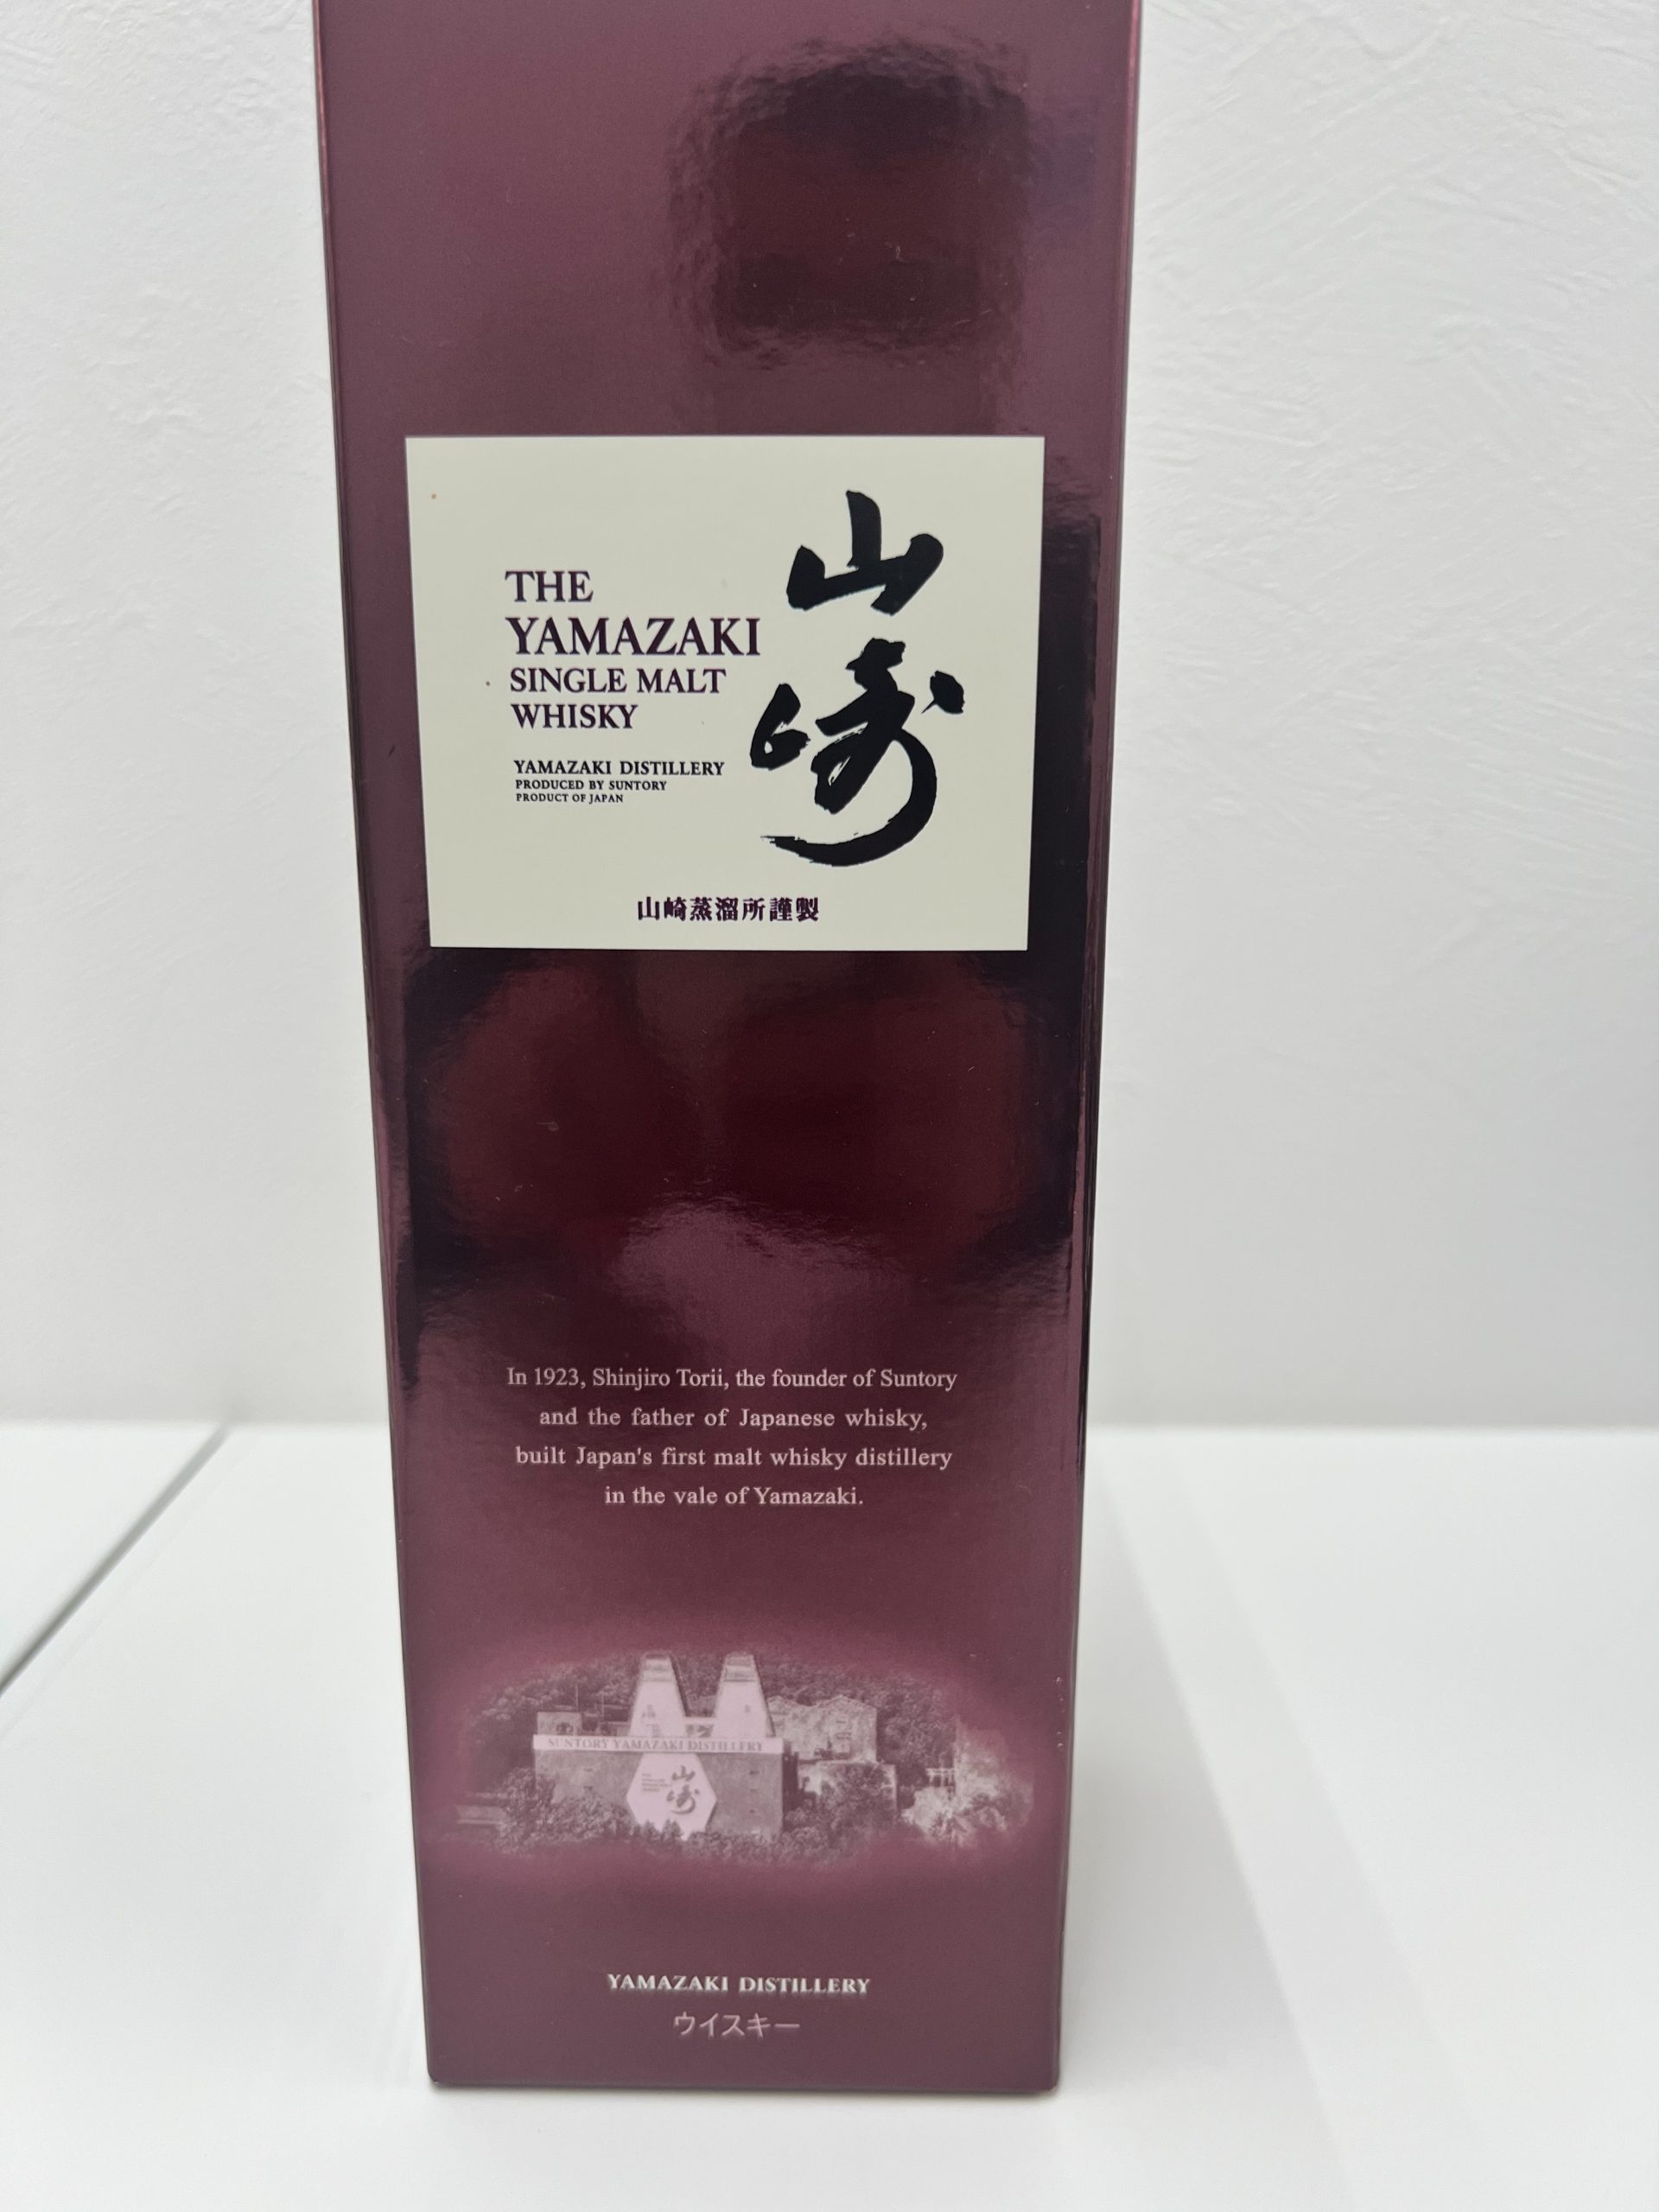 THE
YAMAZAKI
SINGLE MALT
WHISKY
YAMAZAKI DISTILLERY
PRODUCED BY SUNTORY
PRODUCT OF JAPAN
山崎
山崎蒸溜所謹製
In 1923, Shinjiro Torii, the founder of Suntory
and the father of Japanese whisky,
built Japan's first malt whisky distillery
in the vale of Yamazaki.
SUNTORY YAMAZAKI DISTILLERY
山崎
YAMAZAKI DISTILLERY
ウイスキー